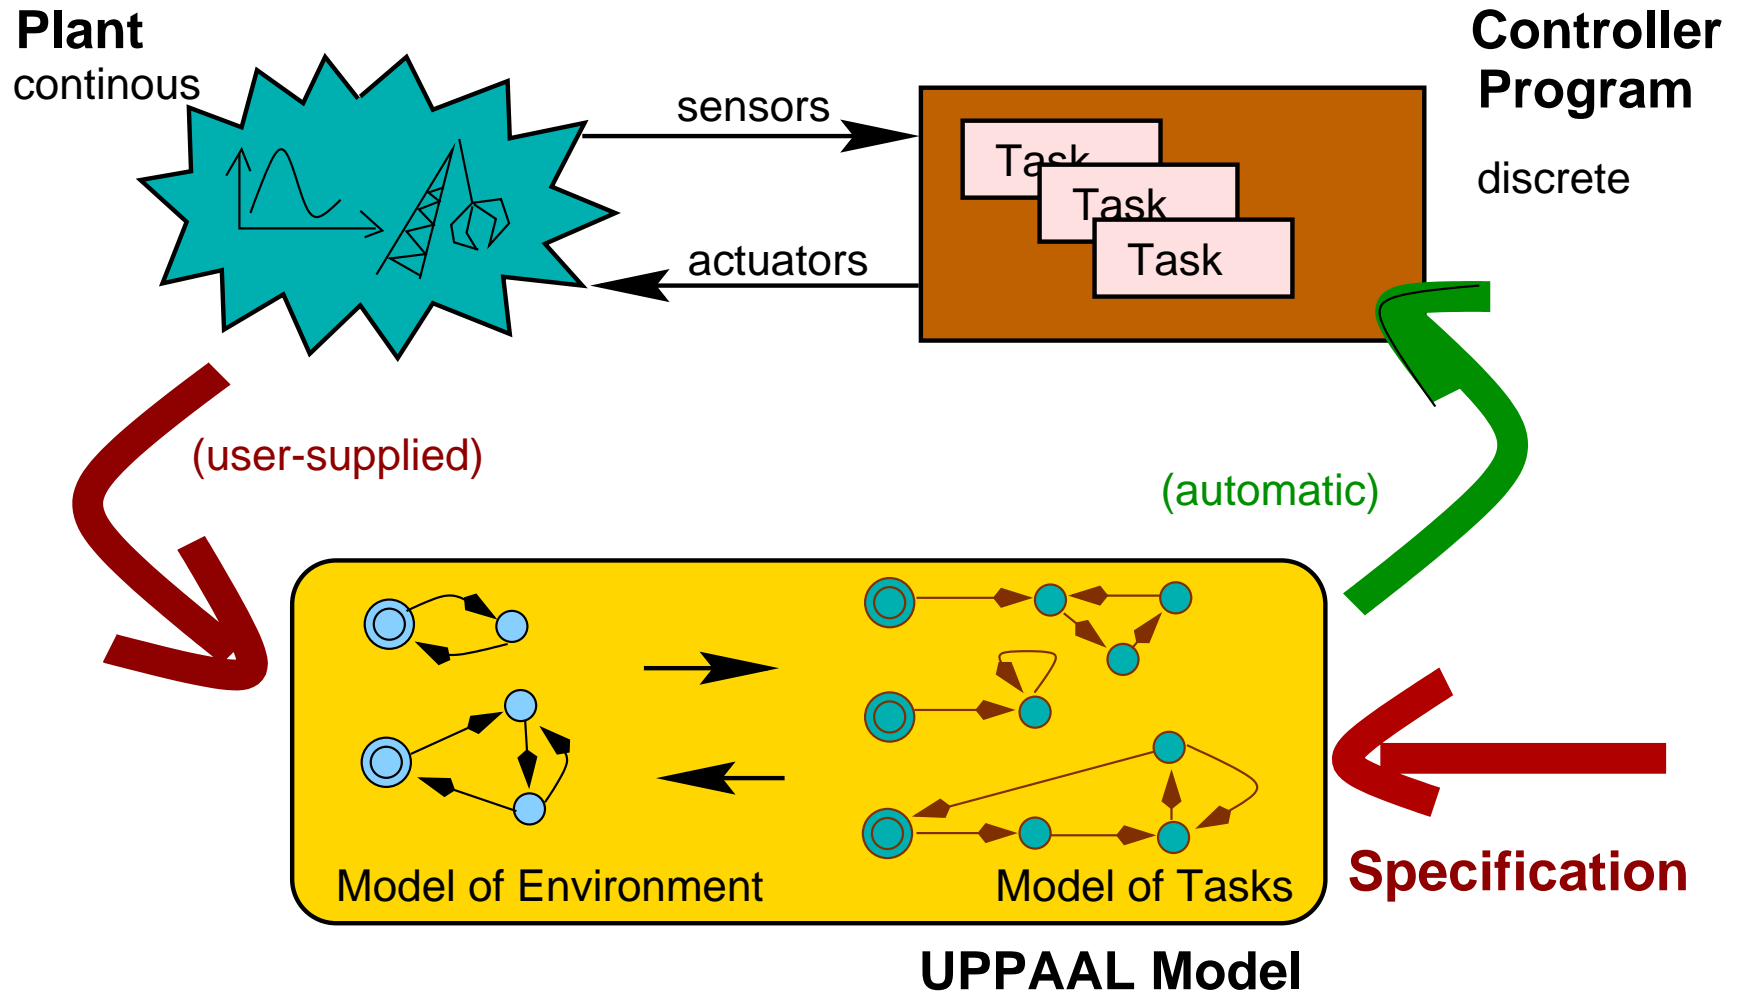 Plant
continous
sensors
actuators
Controller
Program
discrete
Task
Task
Task
(user-supplied)
(automatic)
Model of Environment
Model of Tasks
Specification
UPPAAL Model